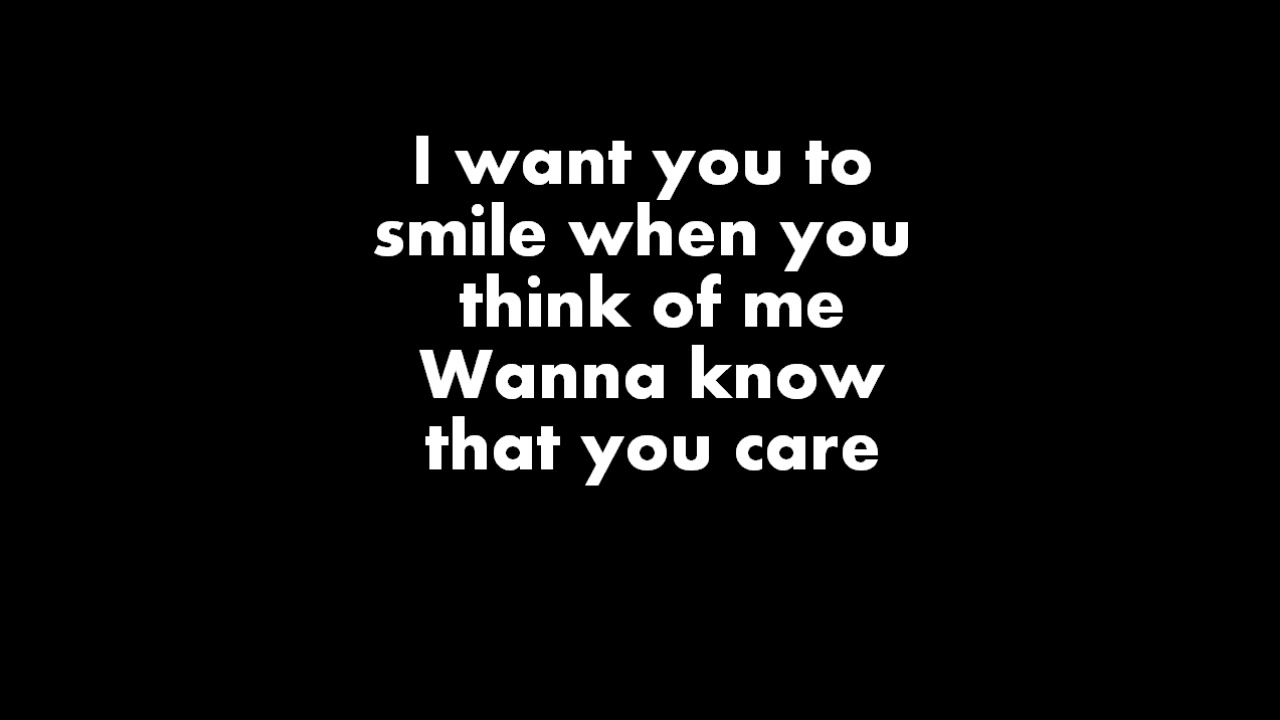 I want you to
smile when you
think of me
Wanna know
that you care